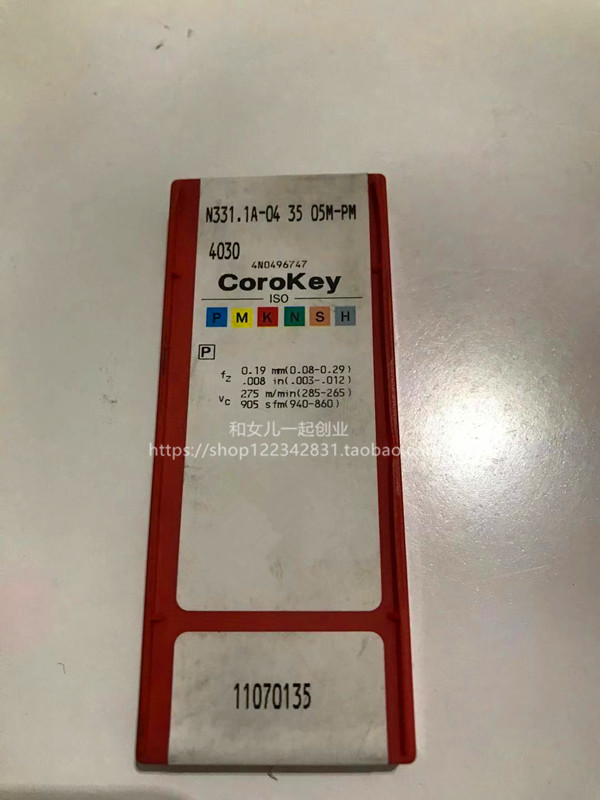 N331.1A-04 35 05M-PM
4030
4N0496747
CoroKey
ISO
P M K N S H
P
fz 0.19 mm(0.08-0.29)
.008 in(.003-.012)
vc 275 m/min(285-265)
905 sfm(940-860)
和女儿一起创业
https://shop122342831.taobao.com
11070135